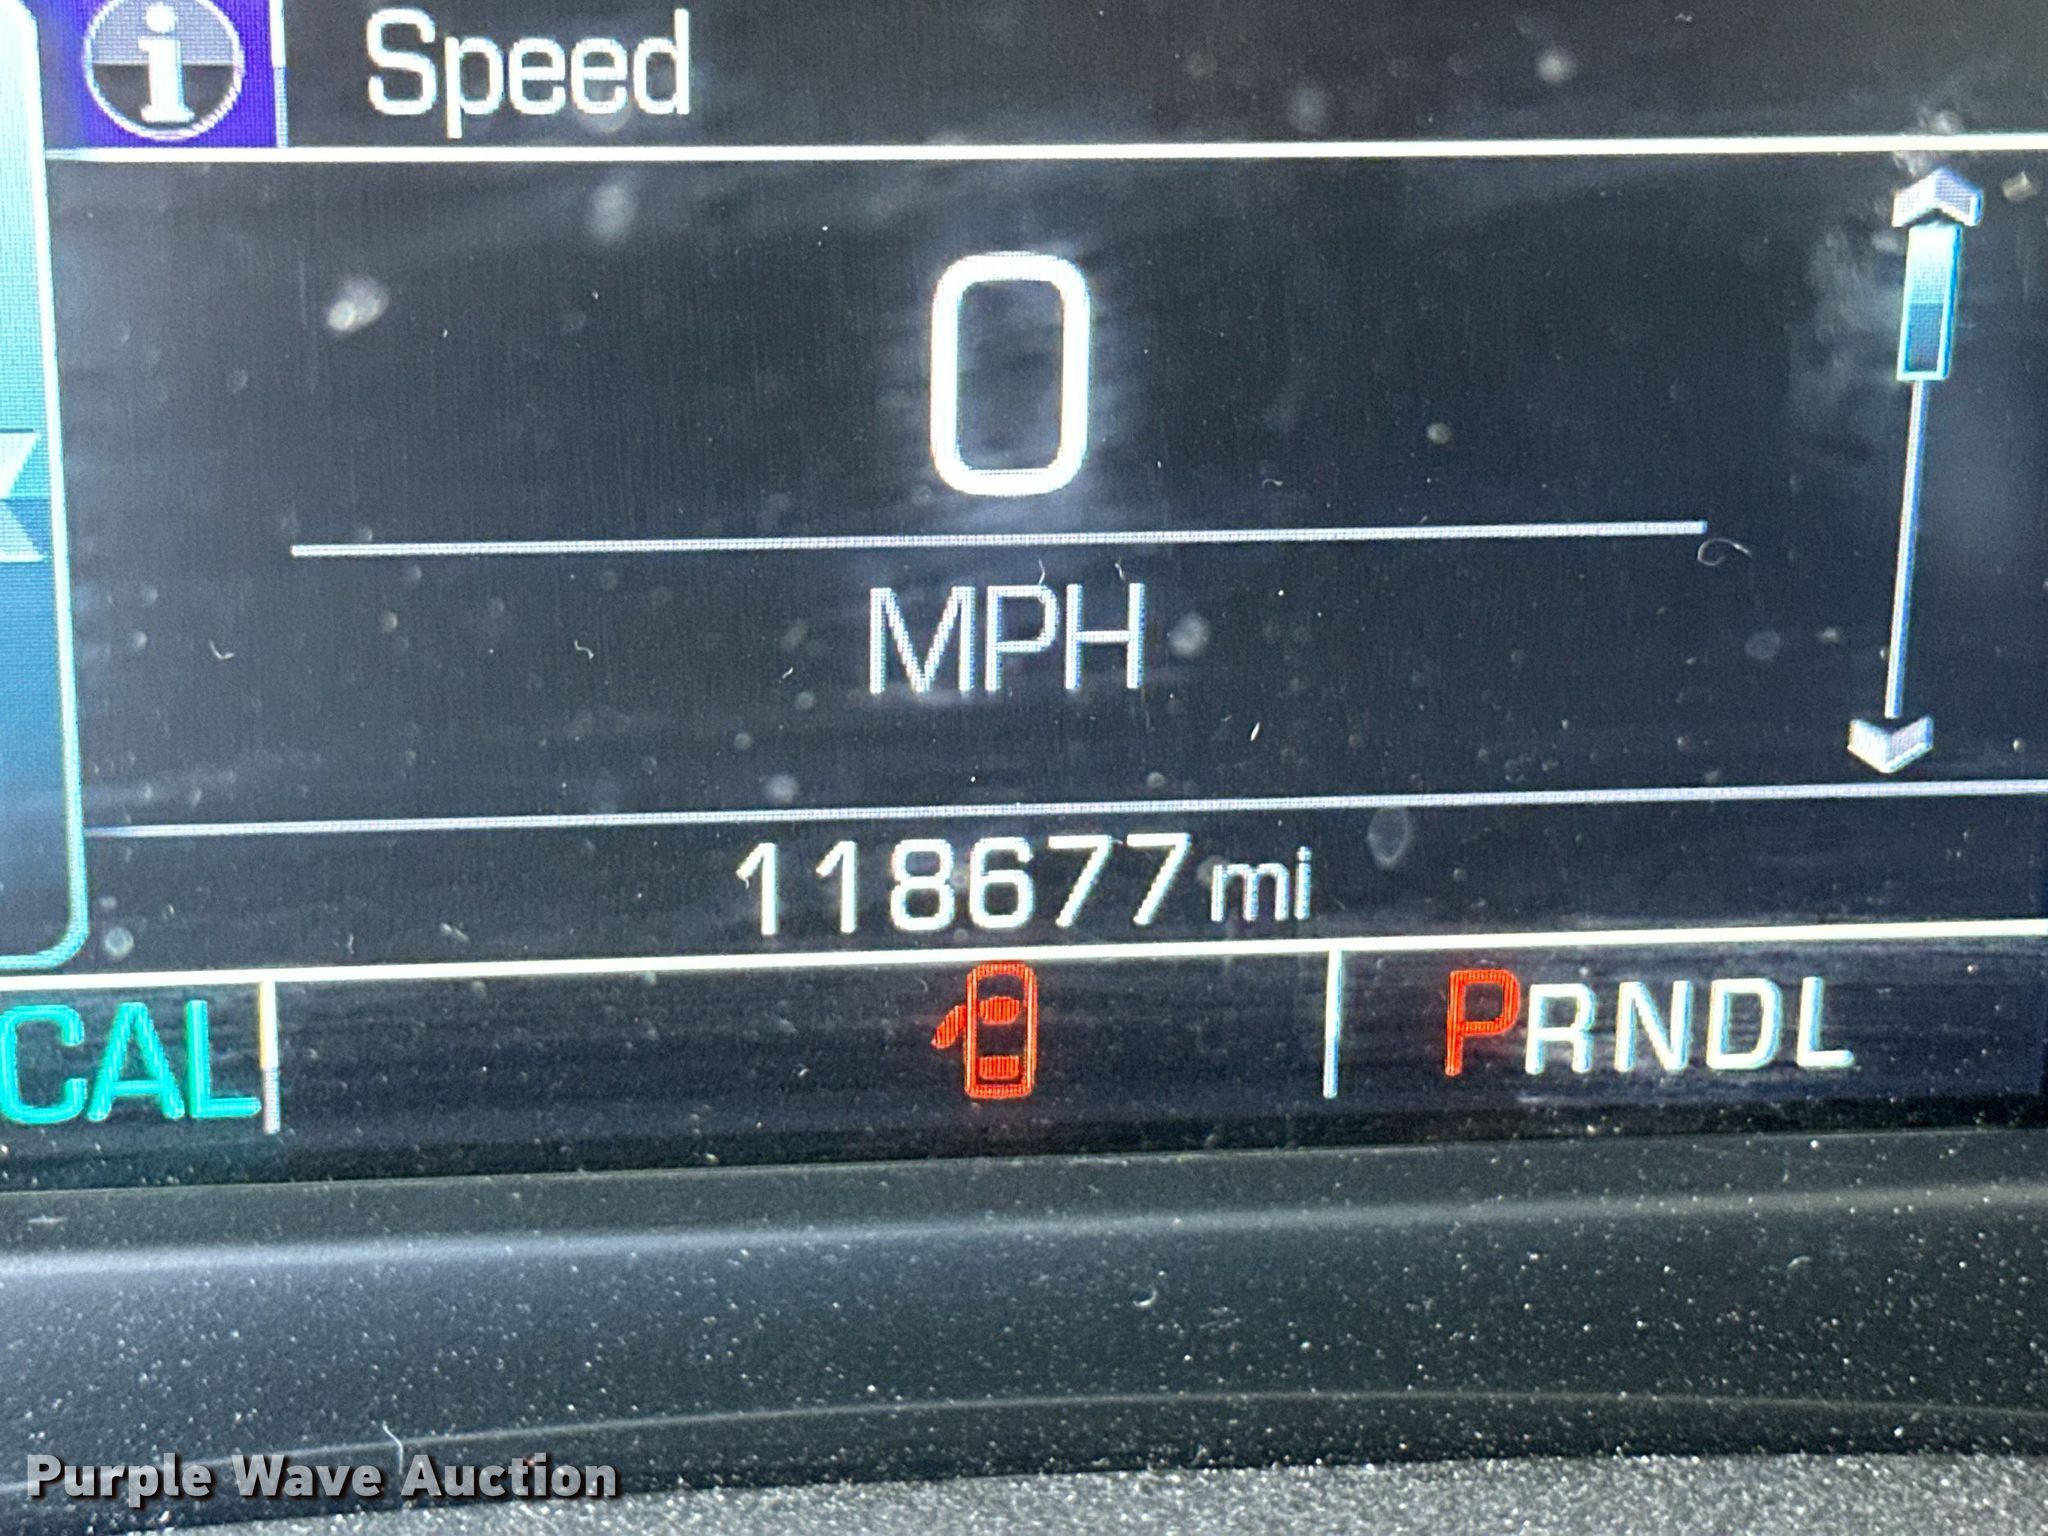 Speed
0
MPH
118677 mi
CAL
PRNDL
Purple Wave Auction